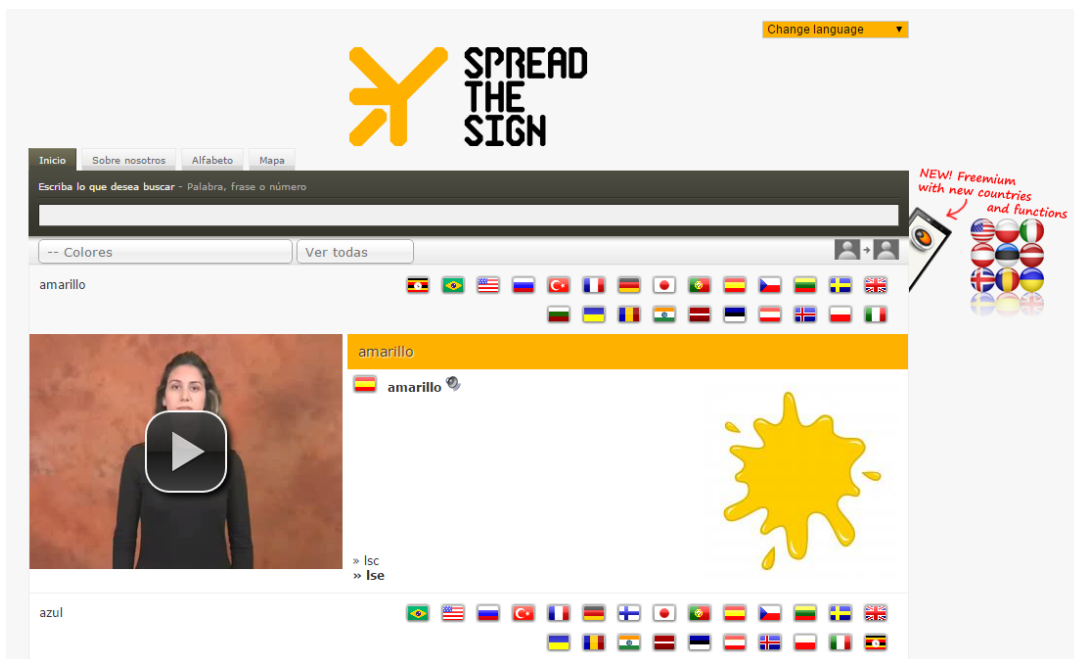 Change language
SPREAD
THE
SIGN
Inicio Sobre nosotros Alfabeto Mapa
Escriba lo que desea buscar - Palabra, frase o número
NEW! Freemium
with new countries
and functions
-- Colores Ver todas
amarillo
amarillo
amarillo
» lsc
» lse
azul